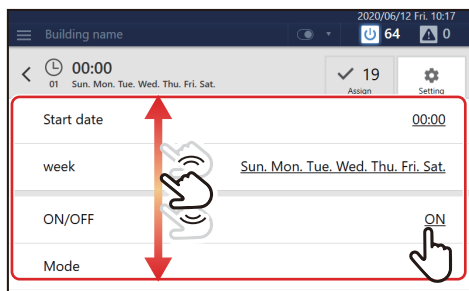 2020/06/12 Fri. 10:17
Building name 64 0
00:00 19
01 Sun. Mon. Tue. Wed. Thu. Fri. Sat. Assign Setting
Start date 00:00
week Sun. Mon. Tue. Wed. Thu. Fri. Sat.
ON/OFF ON
Mode